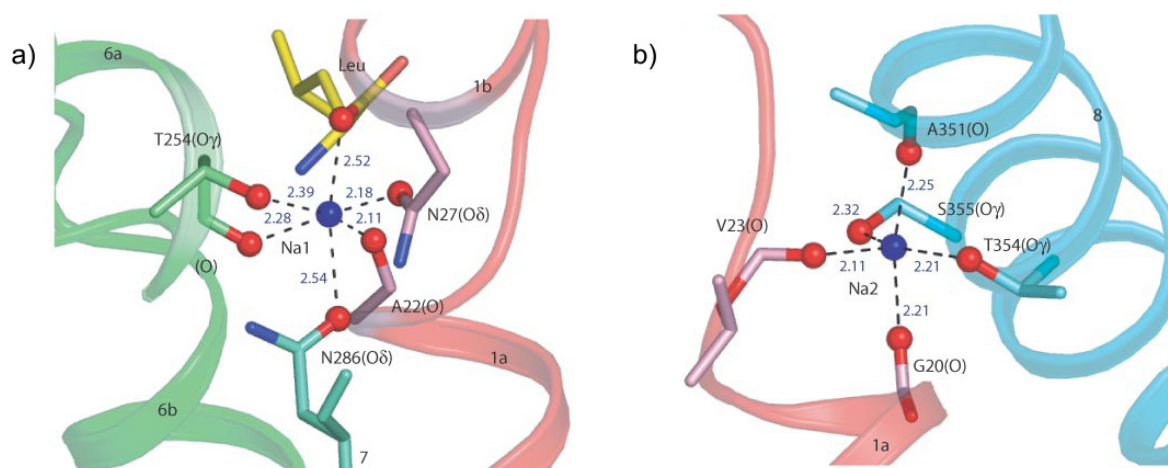 a)
6a
Leu
1b
T254(Oγ)
2.52
2.39
2.18
2.28
2.11
N27(Oδ)
Na1
(O)
2.54
A22(O)
N286(Oδ)
1a
6b
7
b)
A351(O)
8
2.25
S355(Oγ)
2.32
V23(O)
T354(Oγ)
2.11
2.21
Na2
2.21
G20(O)
1a